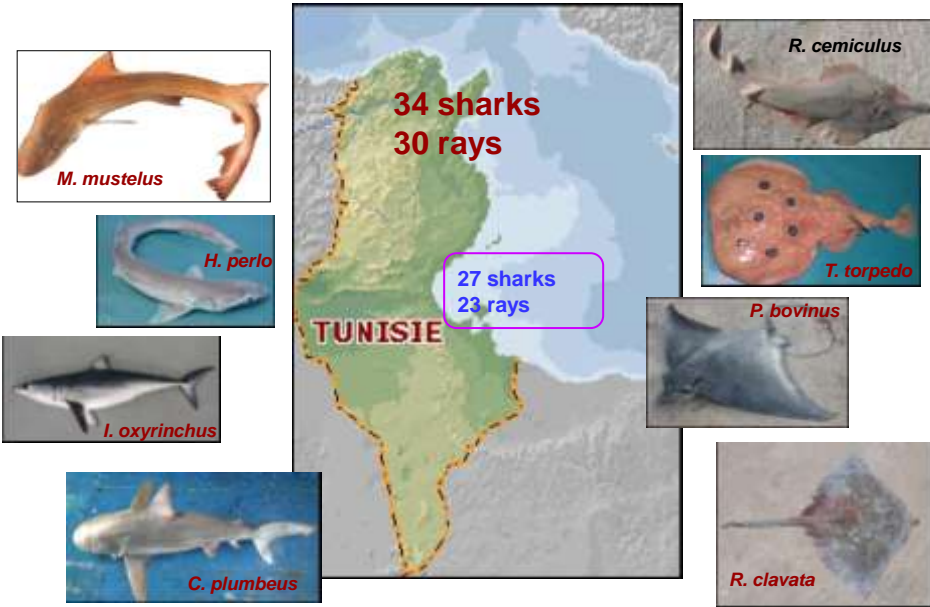 R. cemiculus
34 sharks
30 rays
M. mustelus
H. perlo
T. torpedo
27 sharks
23 rays
P. bovinus
TUNISIE
I. oxyrinchus
C. plumbeus
R. clavata